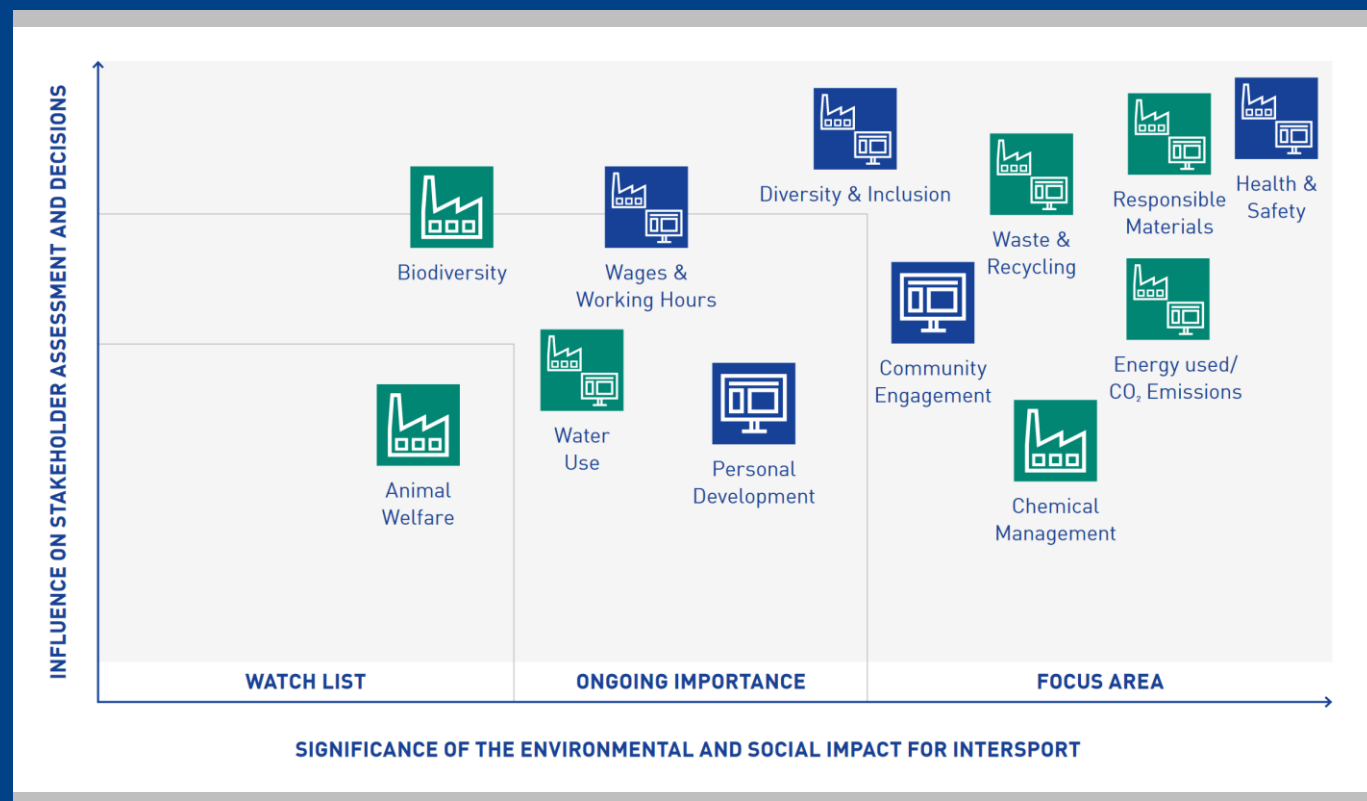 INFLUENCE ON STAKEHOLDER ASSESSMENT AND DECISIONS
Diversity & Inclusion
Health &
Safety
Responsible
Materials
Waste &
Recycling
Biodiversity
Wages &
Working Hours
Community
Engagement
Energy used/
CO₂ Emissions
Water
Use
Personal
Development
Animal
Welfare
Chemical
Management
WATCH LIST
ONGOING IMPORTANCE
FOCUS AREA
SIGNIFICANCE OF THE ENVIRONMENTAL AND SOCIAL IMPACT FOR INTERSPORT